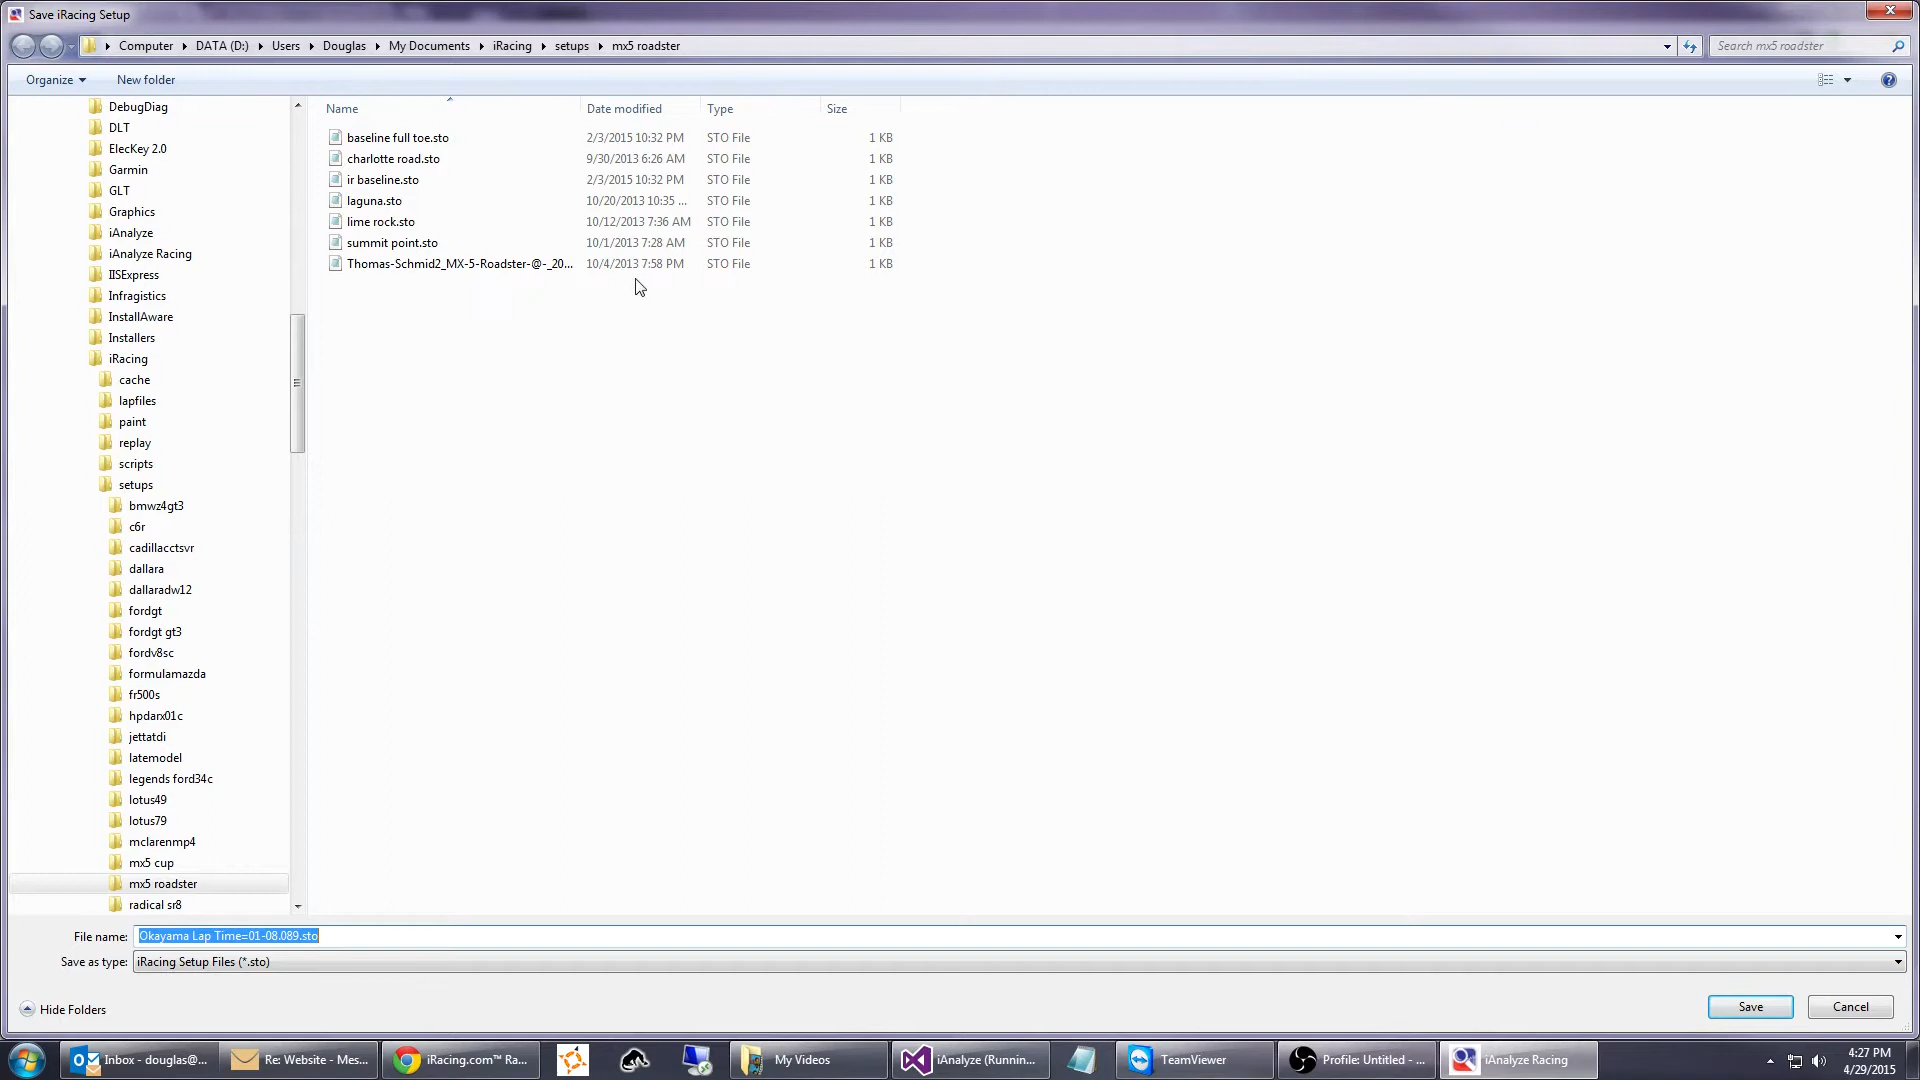 Save iRacing Setup
Computer DATA (D:) Users Douglas My Documents iRacing setups mx5 roadster
Search mx5 roadster
Organize New folder
DebugDiag
DLT
ElecKey 2.0
Garmin
GLT
Graphics
iAnalyze
iAnalyze Racing
IISExpress
Infragistics
InstallAware
Installers
iRacing
cache
lapfiles
paint
replay
scripts
setups
bmwz4gt3
c6r
cadillacctsvr
dallara
dallaradw12
fordgt
fordgt gt3
fordv8sc
formulamazda
fr500s
hpdarx01c
jettatdi
latemodel
legends ford34c
lotus49
lotus79
mclarenmp4
mx5 cup
mx5 roadster
radical sr8
Name Date modified Type Size
baseline full toe.sto 2/3/2015 10:32 PM STO File 1 KB
charlotte road.sto 9/30/2013 6:26 AM STO File 1 KB
ir baseline.sto 2/3/2015 10:32 PM STO File 1 KB
laguna.sto 10/20/2013 10:35 ... STO File 1 KB
lime rock.sto 10/12/2013 7:36 AM STO File 1 KB
summit point.sto 10/1/2013 7:28 AM STO File 1 KB
Thomas-Schmid2_MX-5-Roadster-@-_20... 10/4/2013 7:58 PM STO File 1 KB
File name: Okayama Lap Time=01-08.089.sto
Save as type: iRacing Setup Files (*.sto)
Hide Folders
Save Cancel
Inbox - douglas@... Re: Website - Mes... iRacing.com™ Ra... My Videos iAnalyze (Runnin... TeamViewer Profile: Untitled - ... iAnalyze Racing
4:27 PM
4/29/2015